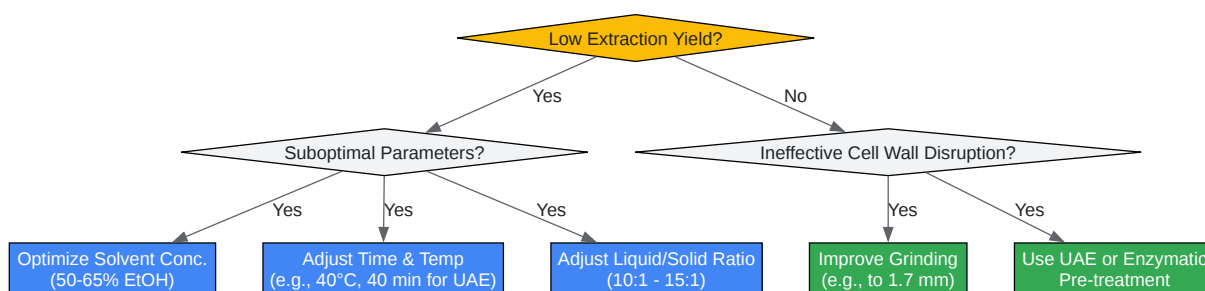 Low Extraction Yield?
Yes
No
Suboptimal Parameters?
Ineffective Cell Wall Disruption?
Yes
Yes
Yes
Yes
Yes
Optimize Solvent Conc.
(50-65% EtOH)
Adjust Time & Temp
(e.g., 40°C, 40 min for UAE)
Adjust Liquid/Solid Ratio
(10:1 - 15:1)
Improve Grinding
(e.g., to 1.7 mm)
Use UAE or Enzymatic
Pre-treatment